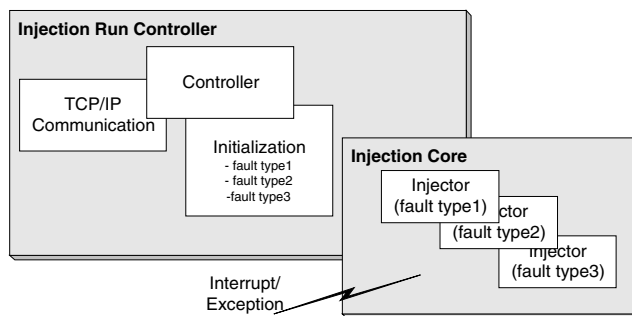 Injection Run Controller
Controller
TCP/IP
Communication
Initialization
- fault type1
- fault type2
-fault type3
Injection Core
Injector
(fault type1)
ctor
(fault type2)
Injector
(fault type3)
Interrupt/
Exception